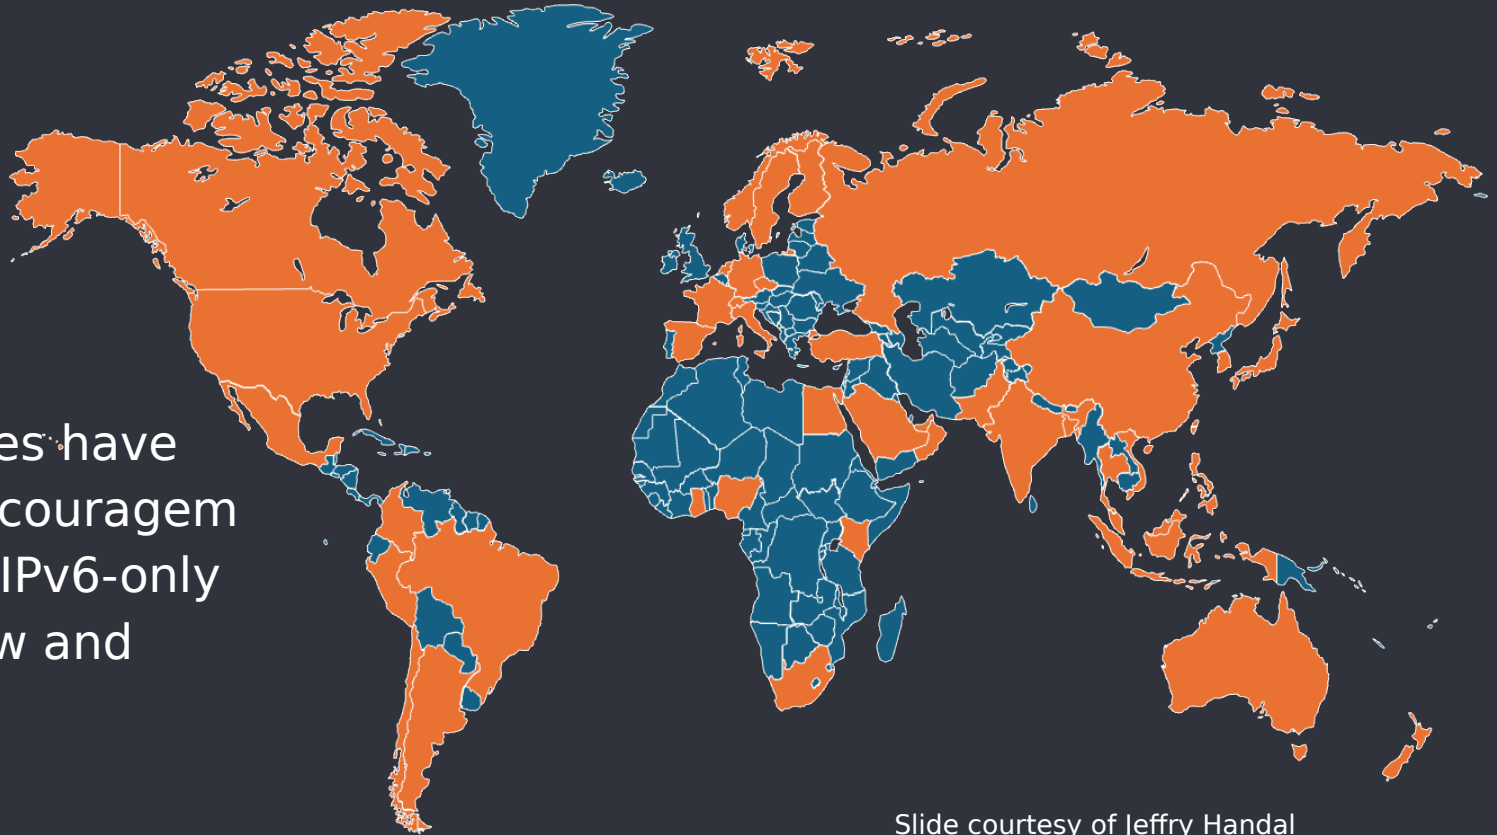 es have
couragem
IPv6-only
w and
Slide courtesy of Jeffry Handal